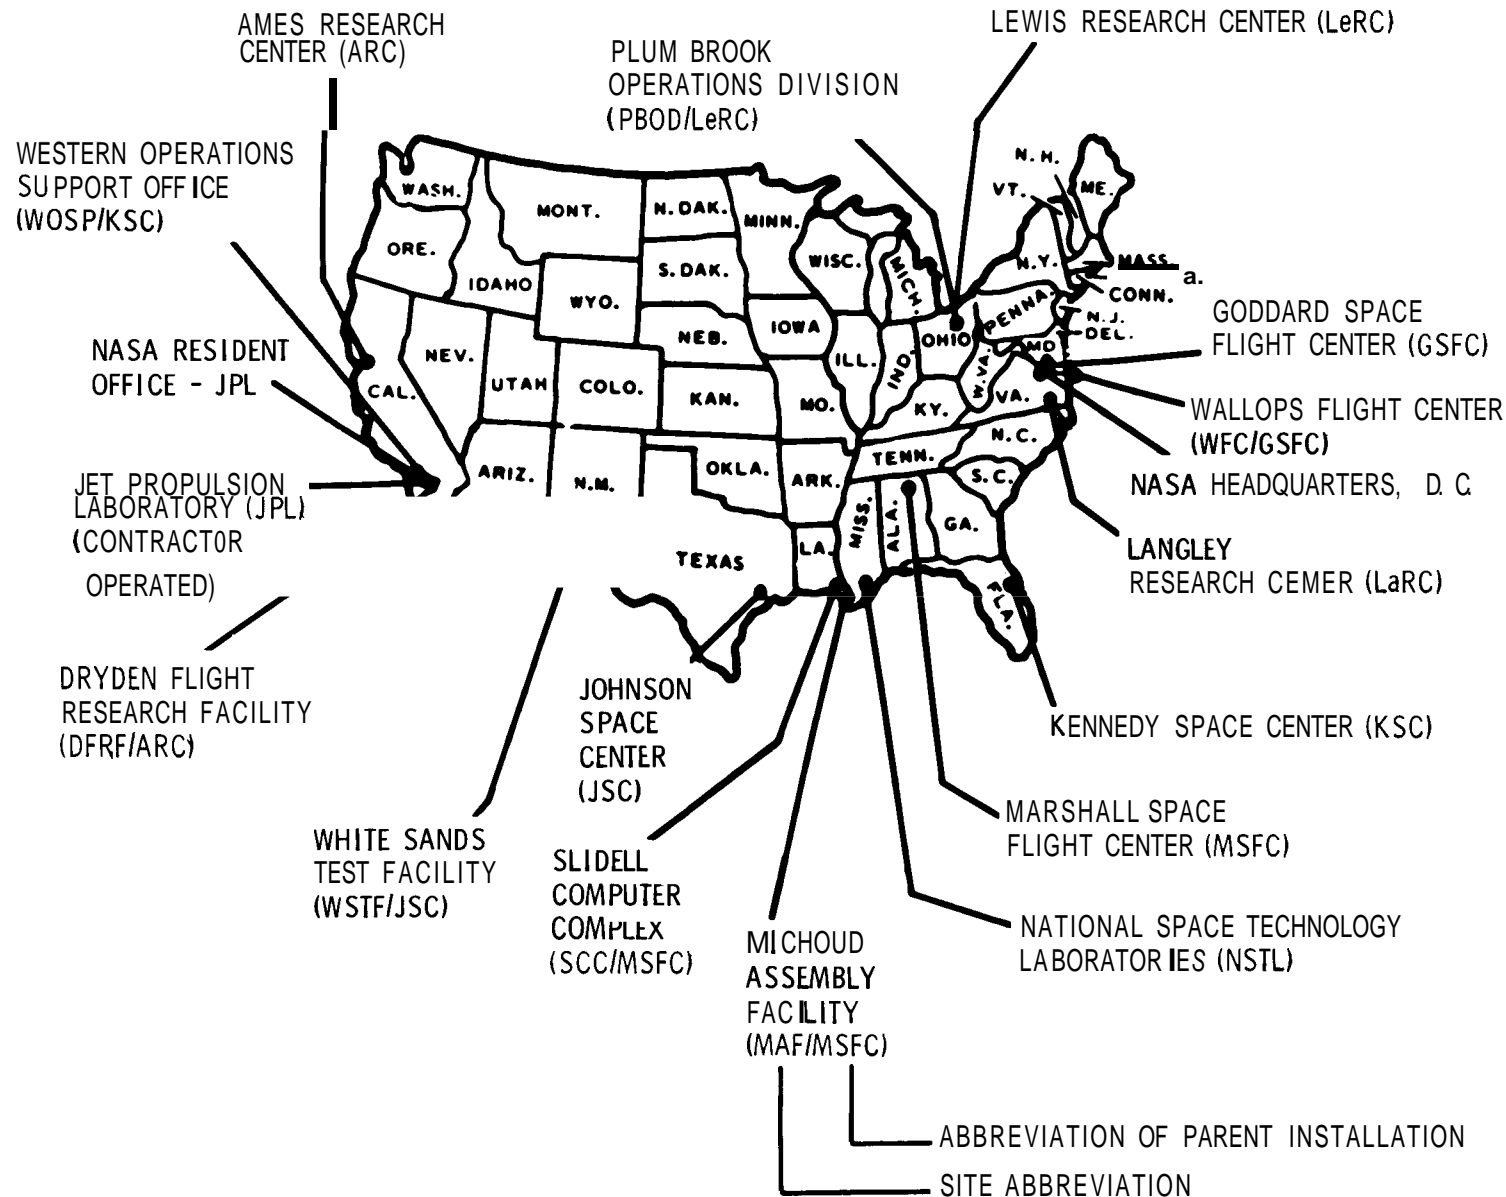 AMES RESEARCH
CENTER (ARC)
LEWIS RESEARCH CENTER (LeRC)
PLUM BROOK
OPERATIONS DIVISION
(PBOD/LeRC)
WESTERN OPERATIONS
SUPPORT OFFICE
(WOSP/KSC)
NASA RESIDENT
OFFICE - JPL
JET PROPULSION
LABORATORY (JPL)
(CONTRACTOR
OPERATED)
DRYDEN FLIGHT
RESEARCH FACILITY
(DFRF/ARC)
WHITE SANDS
TEST FACILITY
(WSTF/JSC)
JOHNSON
SPACE
CENTER
(JSC)
SLIDELL
COMPUTER
COMPLEX
(SCC/MSFC)
MICHOUD
ASSEMBLY
FACILITY
(MAF/MSFC)
ABBREVIATION OF PARENT INSTALLATION
SITE ABBREVIATION
NATIONAL SPACE TECHNOLOGY
LABORATORIES (NSTL)
MARSHALL SPACE
FLIGHT CENTER (MSFC)
KENNEDY SPACE CENTER (KSC)
LANGLEY
RESEARCH CEMER (LaRC)
NASA HEADQUARTERS, D. C.
WALLOPS FLIGHT CENTER
(WFC/GSFC)
GODDARD SPACE
FLIGHT CENTER (GSFC)
WASH.
ORE.
CAL.
NEV.
IDAHO
MONT.
WYO.
UTAH
COLO.
ARIZ.
N.M.
N. DAK.
S. DAK.
NEB.
KAN.
OKLA.
TEXAS
MINN.
IOWA
MO.
ARK.
LA.
WISC.
ILL.
MICH.
IND.
OHIO
KY.
TENN.
MISS.
ALA.
GA.
FLA.
S.C.
N.C.
VA.
W.VA.
MD
PENNA.
N.Y.
DEL.
N.J.
CONN.
MASS.
a.
VT.
N.H.
ME.